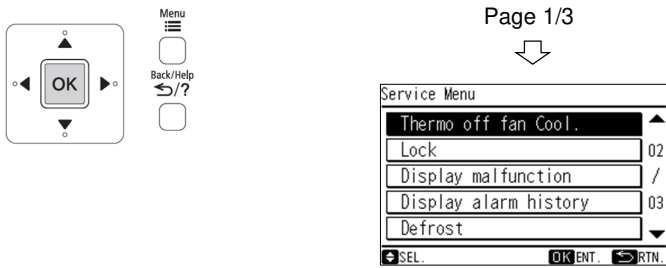 Menu
Back/Help
/?
OK
Page 1/3
Service Menu
Thermo off fan Cool.
Lock
Display malfunction
Display alarm history
Defrost
02
/
03
SEL.
OK ENT.
RTN.